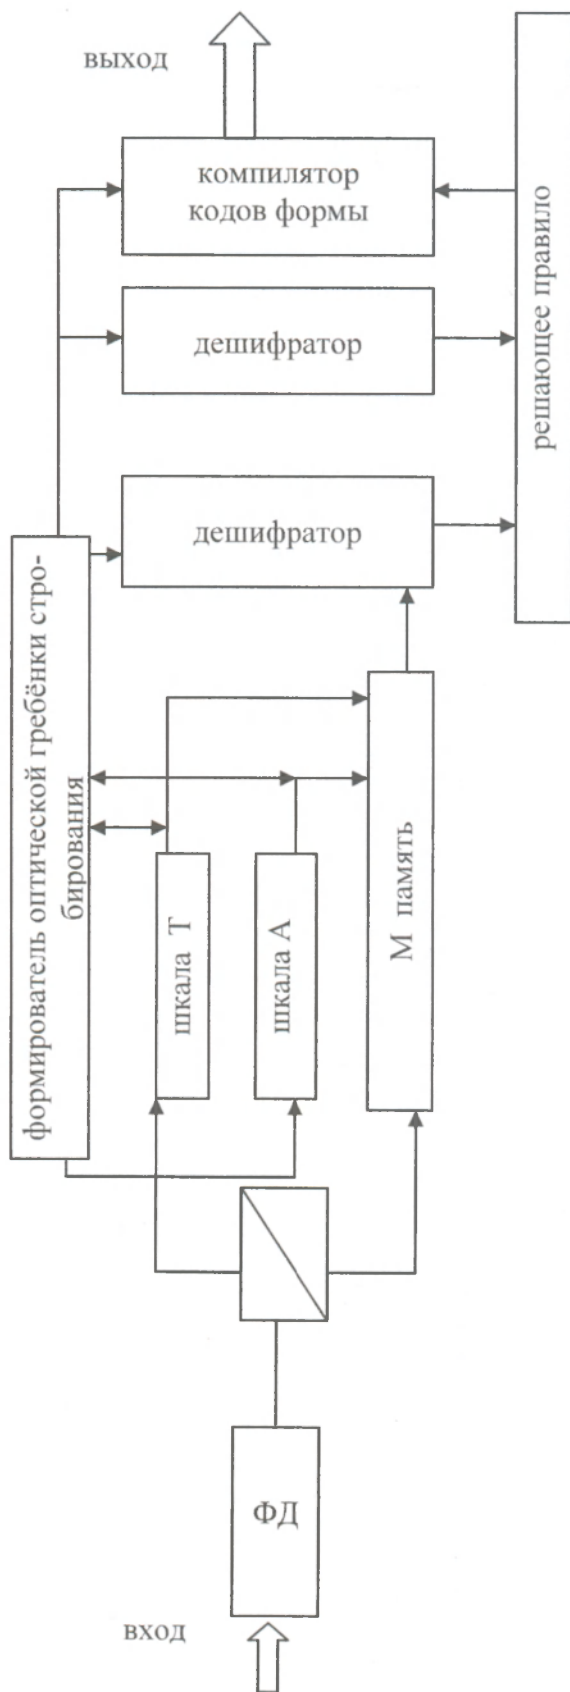 выход
компилятор
кодов формы
дешифратор
дешифратор
решающее правило
формирователь оптической гребёнки стро-
бирования
шкала Т
шкала А
М память
ФД
вход